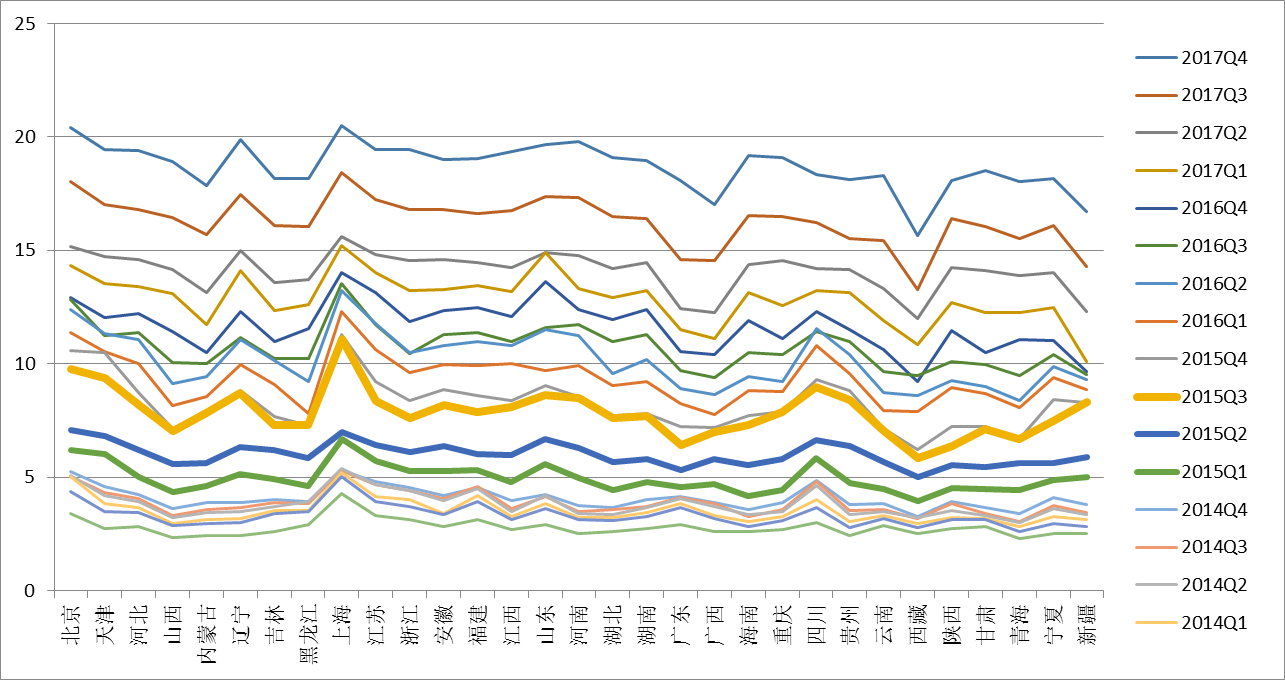 25
20
15
10
5
0
北京
天津
河北
山西
内蒙古
辽宁
吉林
黑龙江
上海
江苏
浙江
安徽
福建
江西
山东
河南
湖北
湖南
广东
广西
海南
重庆
四川
贵州
云南
西藏
陕西
甘肃
青海
宁夏
新疆
2017Q4
2017Q3
2017Q2
2017Q1
2016Q4
2016Q3
2016Q2
2016Q1
2015Q4
2015Q3
2015Q2
2015Q1
2014Q4
2014Q3
2014Q2
2014Q1